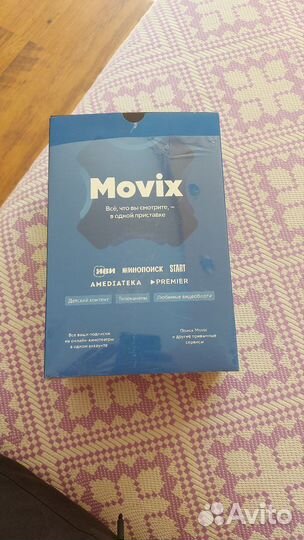 Movix
Всё, что вы смотрите, —
в одной приставке
иви КИНОПОИСК START
AMEDIATEKA PREMIER
Детский контент Телеканалы Любимые видеоблоги
Все ваши подписки
на онлайн-кинотеатры
в одном аккаунте
Поиск Movix
и другие привычные
сервисы
Avito